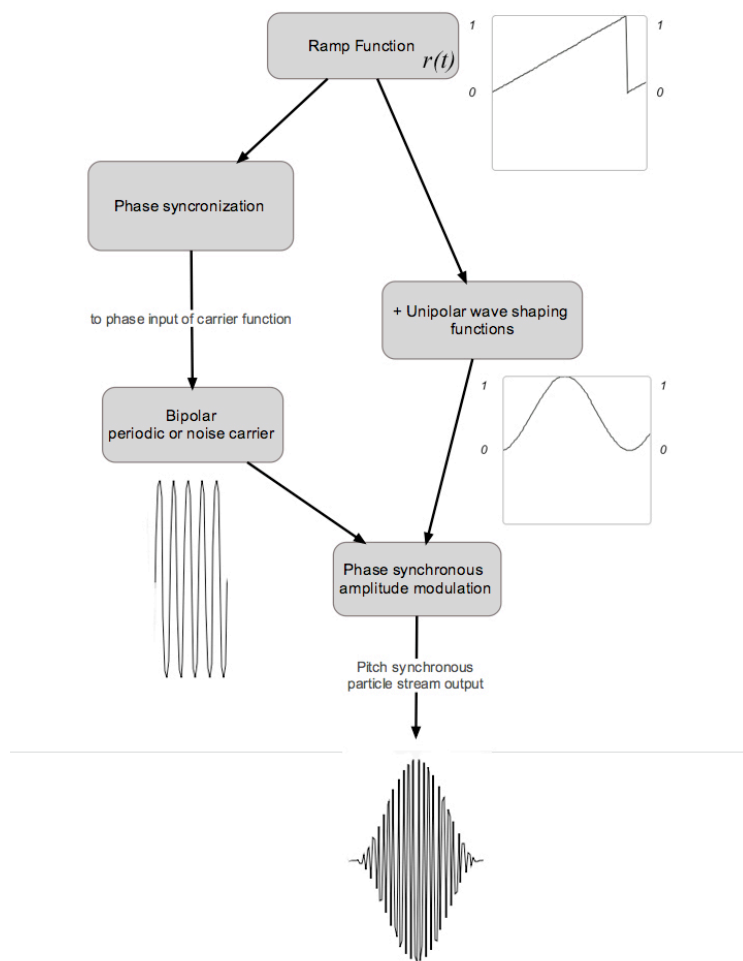 Ramp Function
r(t)
1
1
0
0
Phase syncronization
to phase input of carrier function
+ Unipolar wave shaping
functions
1
1
0
0
Bipolar
periodic or noise carrier
Phase synchronous
amplitude modulation
Pitch synchronous
particle stream output